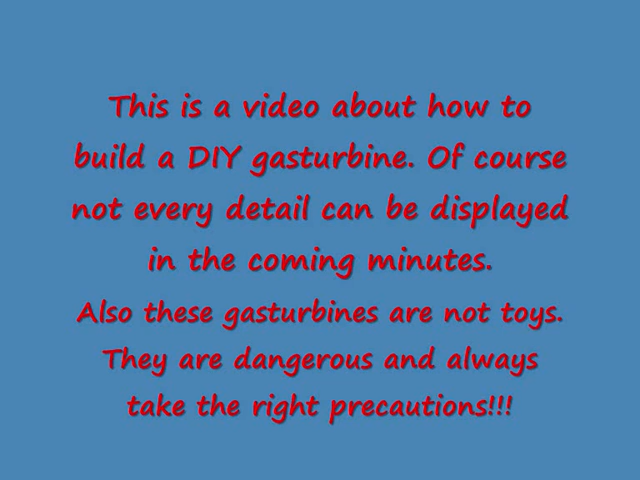 This is a video about how to
build a DIY gasturbine. Of course
not every detail can be displayed
in the coming minutes.
Also these gasturbines are not toys.
They are dangerous and always
take the right precautions!!!